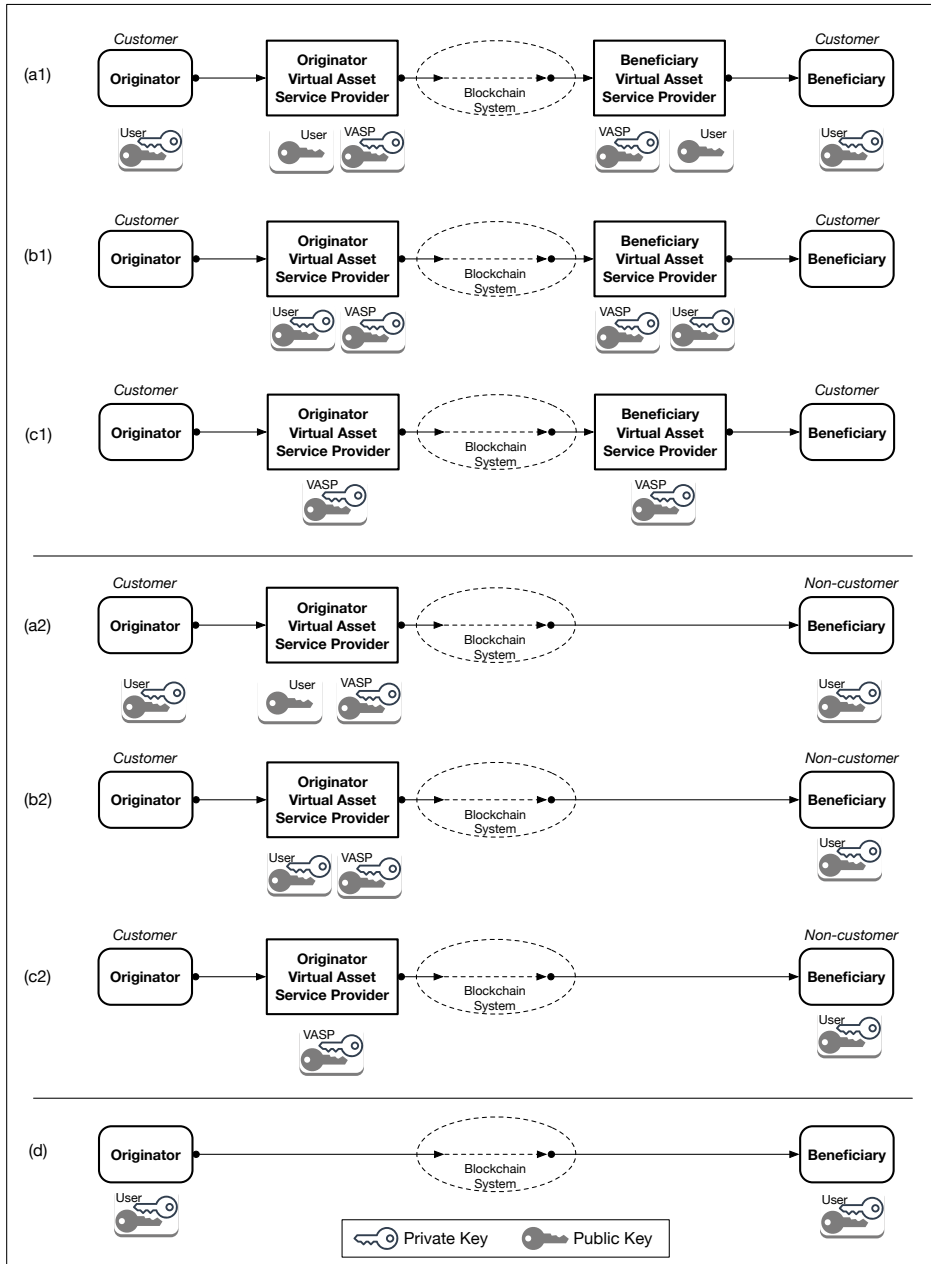 Customer
Customer
(a1)
Originator
Originator
Virtual Asset
Service Provider
Blockchain
System
Beneficiary
Virtual Asset
Service Provider
Beneficiary
User
User
VASP
VASP
User
User
Customer
Customer
(b1)
Originator
Originator
Virtual Asset
Service Provider
Blockchain
System
Beneficiary
Virtual Asset
Service Provider
Beneficiary
User
VASP
VASP
User
Customer
Customer
(c1)
Originator
Originator
Virtual Asset
Service Provider
Blockchain
System
Beneficiary
Virtual Asset
Service Provider
Beneficiary
VASP
VASP
Customer
Non-customer
(a2)
Originator
Originator
Virtual Asset
Service Provider
Blockchain
System
Beneficiary
User
User
VASP
User
Customer
Non-customer
(b2)
Originator
Originator
Virtual Asset
Service Provider
Blockchain
System
Beneficiary
User
VASP
User
Customer
Non-customer
(c2)
Originator
Originator
Virtual Asset
Service Provider
Blockchain
System
Beneficiary
VASP
User
(d)
Originator
Blockchain
System
Beneficiary
User
User
Private Key
Public Key